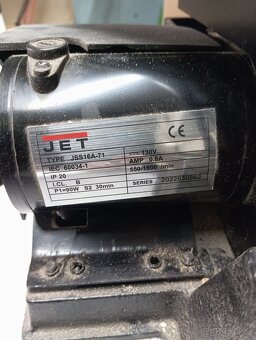 JET
CE
TYPE JSS16A-71
⎓ 130V
IEC 60034-1
AMP 0.8A
IP 20
550-1600 /min
I.CL. B
P1=90W S2 30min
SERIES